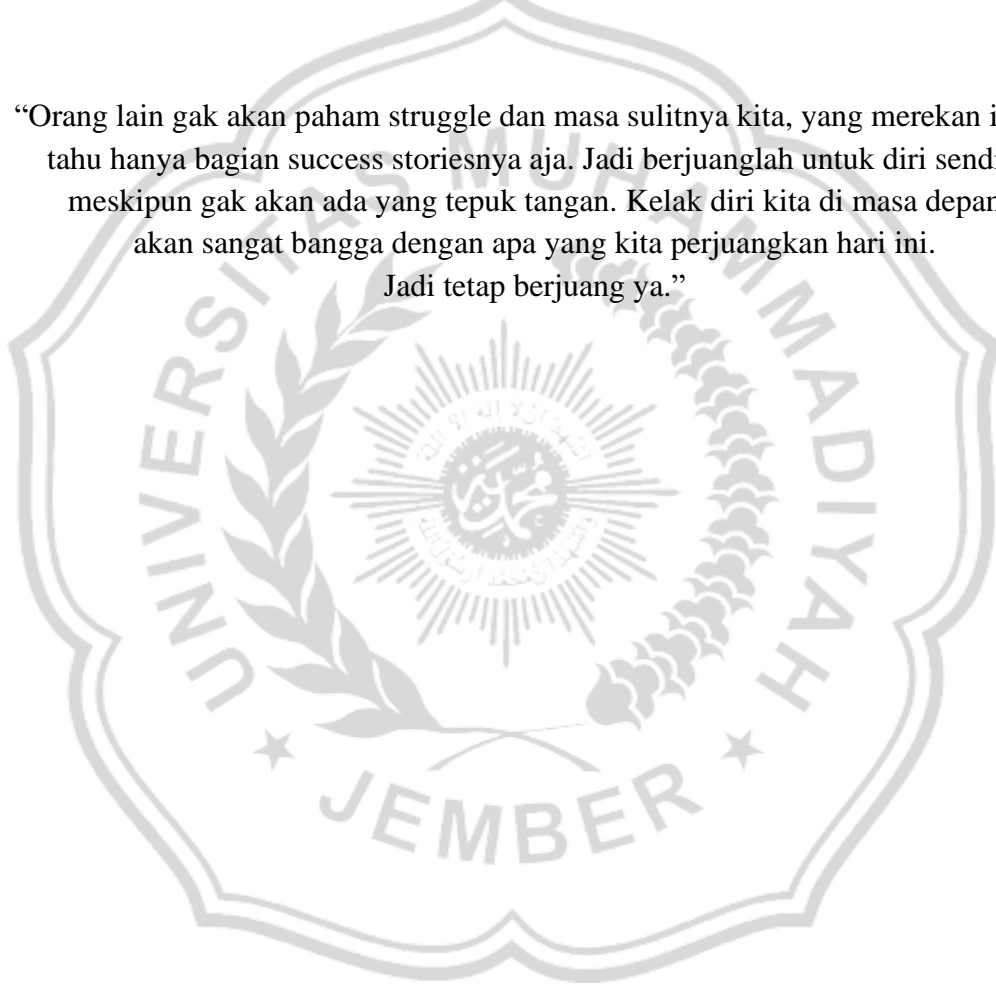 “Orang lain gak akan paham struggle dan masa sulitnya kita, yang merekan
tahu hanya bagian success storiesnya aja. Jadi berjuanglah untuk diri
meskipun gak akan ada yang tepuk tangan. Kelak diri kita di masa depan
akan sangat bangga dengan apa yang kita perjuangkan hari ini.
Jadi tetap berjuang ya.”
UNIVERSITAS MUHAMMADIYAH
JEMBER